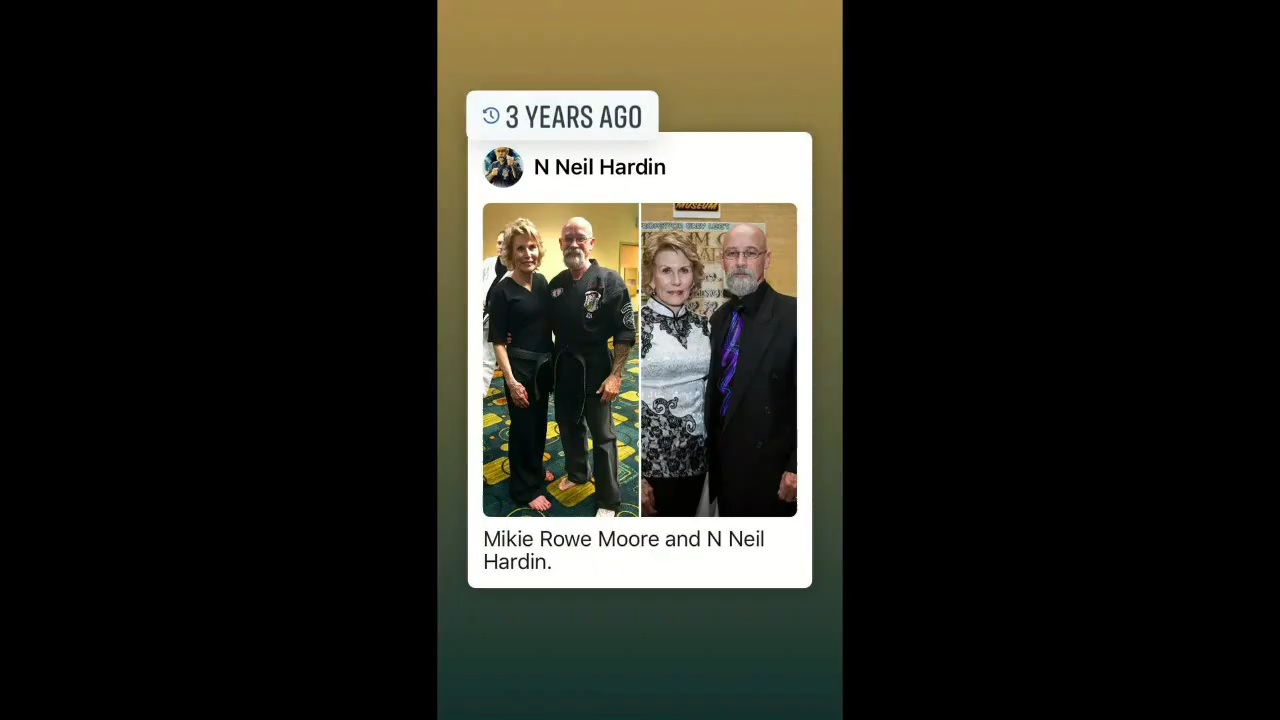 3 YEARS AGO
N Neil Hardin
MUSEUM
Mikie Rowe Moore and N Neil
Hardin.